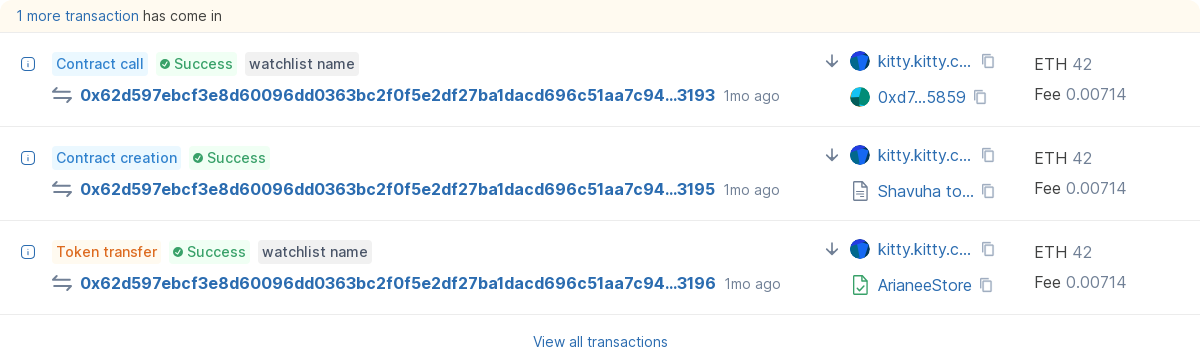 1 more transaction has come in
Contract call Success watchlist name
0x62d597ebcf3e8d60096dd0363bc2f0f5e2df27ba1dacd696c51aa7c94...3193 1mo ago
kitty.kitty.c...
0xd7...5859
ETH 42
Fee 0.00714
Contract creation Success
0x62d597ebcf3e8d60096dd0363bc2f0f5e2df27ba1dacd696c51aa7c94...3195 1mo ago
kitty.kitty.c...
Shavuha to...
ETH 42
Fee 0.00714
Token transfer Success watchlist name
0x62d597ebcf3e8d60096dd0363bc2f0f5e2df27ba1dacd696c51aa7c94...3196 1mo ago
kitty.kitty.c...
ArianeeStore
ETH 42
Fee 0.00714
View all transactions